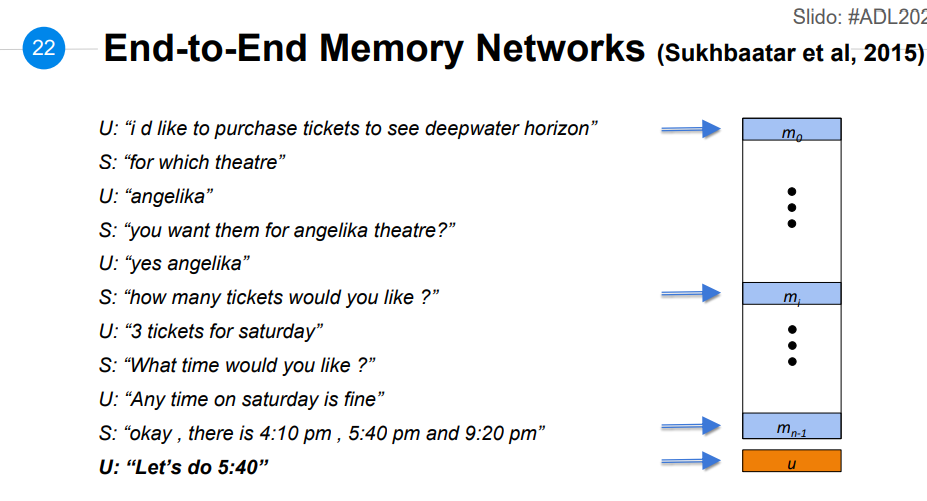 Slido: #ADL202
22
End-to-End Memory Networks (Sukhbaatar et al, 2015)
U: “i d like to purchase tickets to see deepwater horizon”
m0
S: “for which theatre”
U: “angelika”
S: “you want them for angelika theatre?”
U: “yes angelika”
S: “how many tickets would you like ?”
mi
U: “3 tickets for saturday”
S: “What time would you like ?”
U: “Any time on saturday is fine”
S: “okay , there is 4:10 pm , 5:40 pm and 9:20 pm”
mn-1
U: “Let’s do 5:40”
u